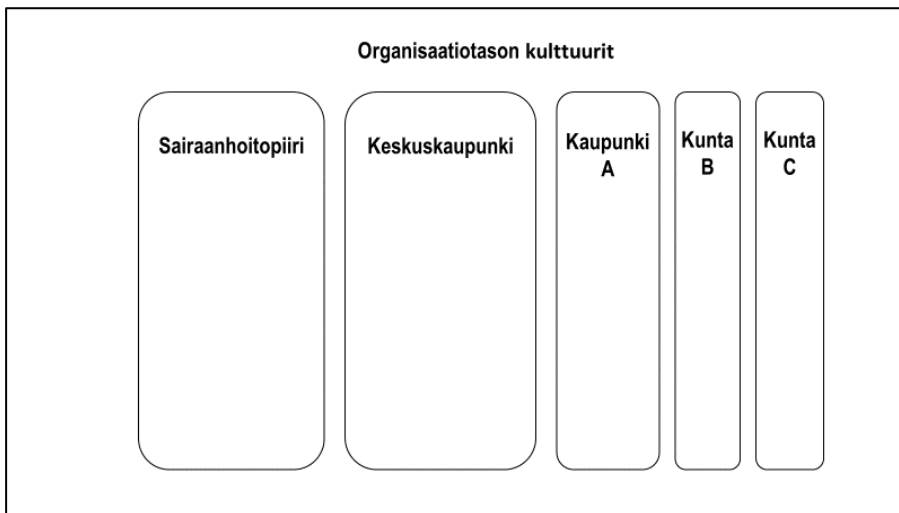 Organisaatiotason kulttuurit
Sairaanhoitopiiri
Keskuskaupunki
Kaupunki
A
Kunta
B
Kunta
C